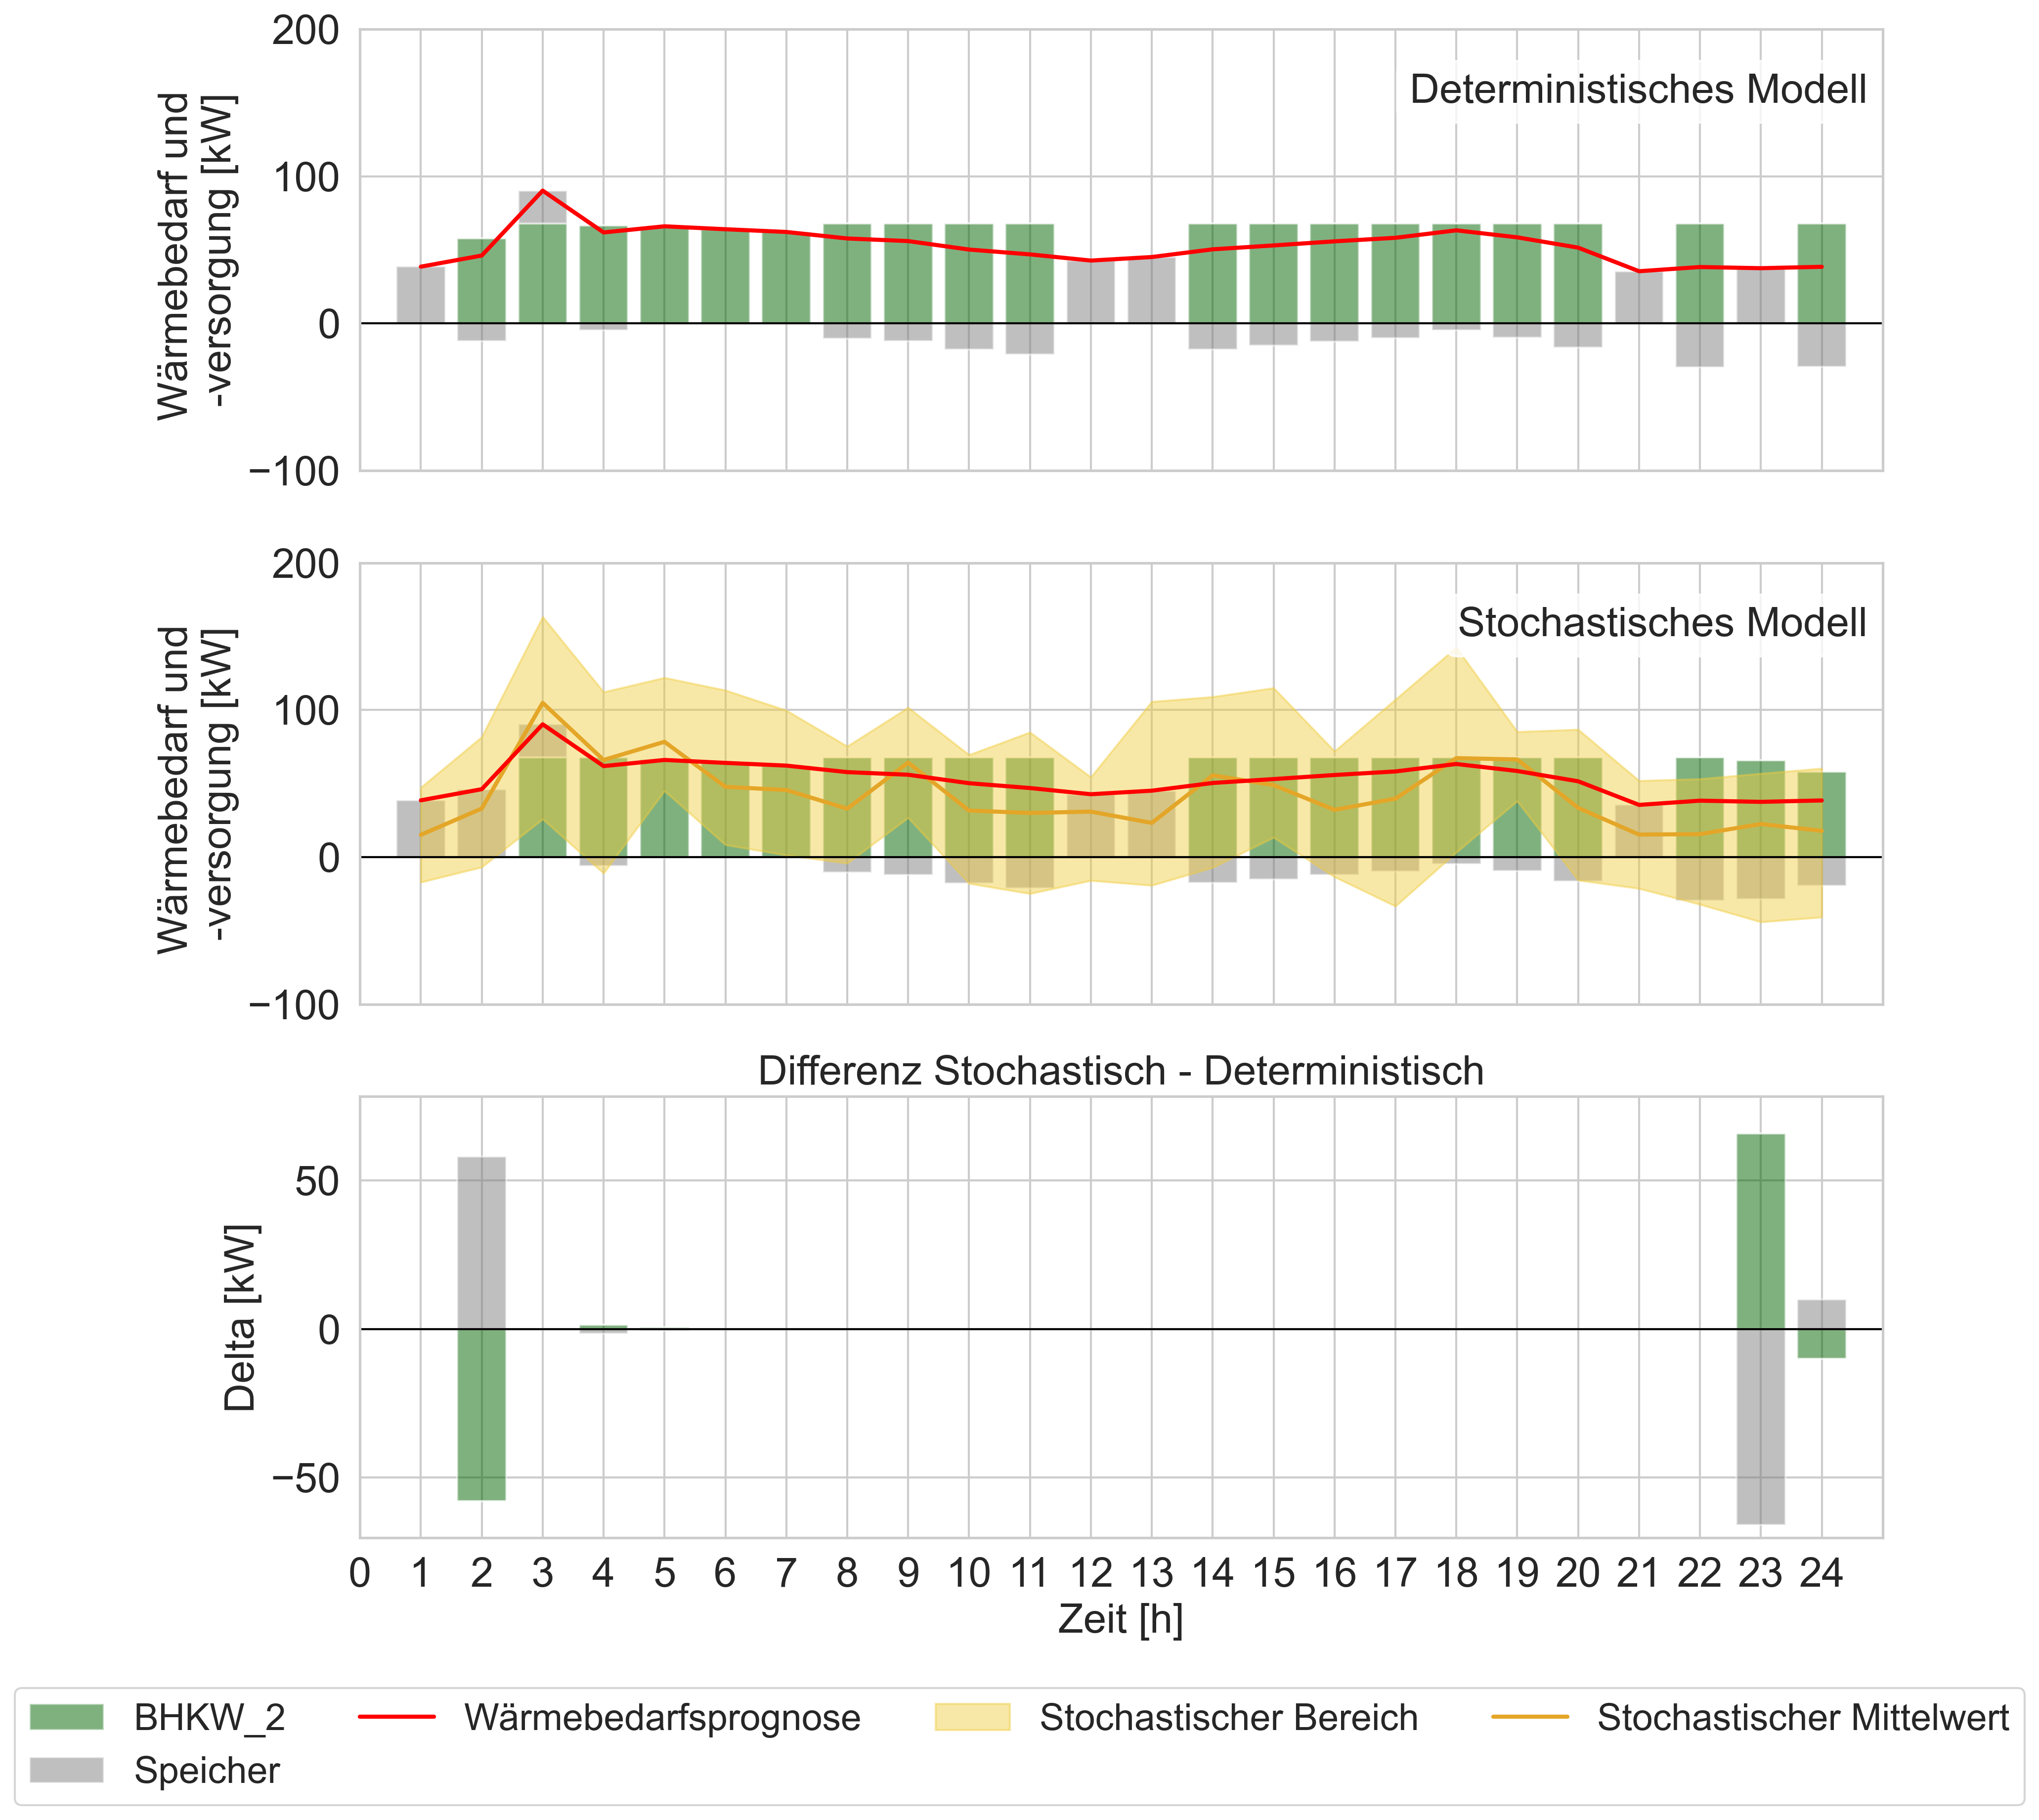 200
100
0
−100
Wärmebedarf und
-versorgung [kW]
Deterministisches Modell
200
100
0
−100
Wärmebedarf und
-versorgung [kW]
Stochastisches Modell
Differenz Stochastisch - Deterministisch
50
0
−50
Delta [kW]
0 1 2 3 4 5 6 7 8 9 10 11 12 13 14 15 16 17 18 19 20 21 22 23 24
Zeit [h]
BHKW_2 Wärmebedarfsprognose Stochastischer Bereich Stochastischer Mittelwert
Speicher